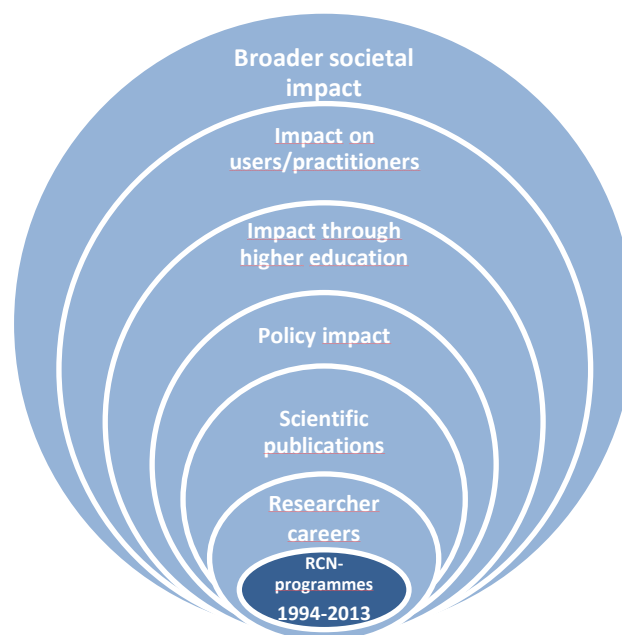 Broader societal
impact
Impact on
users/practitioners
Impact through
higher education
Policy impact
Scientific
publications
Researcher
careers
RCN-
programmes
1994-2013